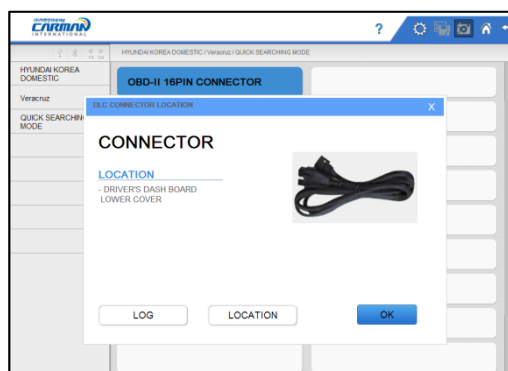 CARMAN
INTERNATIONAL
?
HYUNDAI KOREA DOMESTIC / Veracruz / QUICK SEARCHING MODE
HYUNDAI KOREA
DOMESTIC
Veracruz
QUICK SEARCHIN
MODE
OBD-II 16PIN CONNECTOR
DLC CONNECTOR LOCATION
X
CONNECTOR
LOCATION
- DRIVER'S DASH BOARD
LOWER COVER
LOG
LOCATION
OK